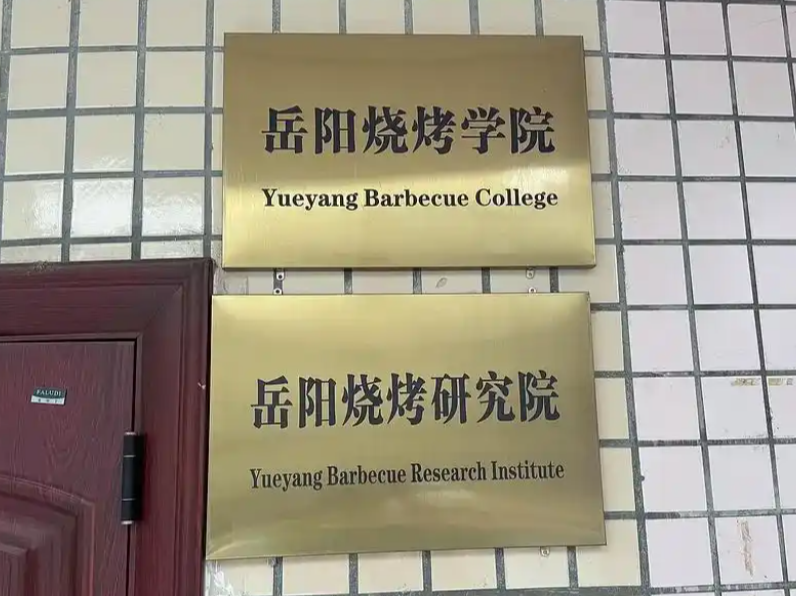 岳阳烧烤学院
Yueyang Barbecue College
岳阳烧烤研究院
Yueyang Barbecue Research Institute
PALUDI